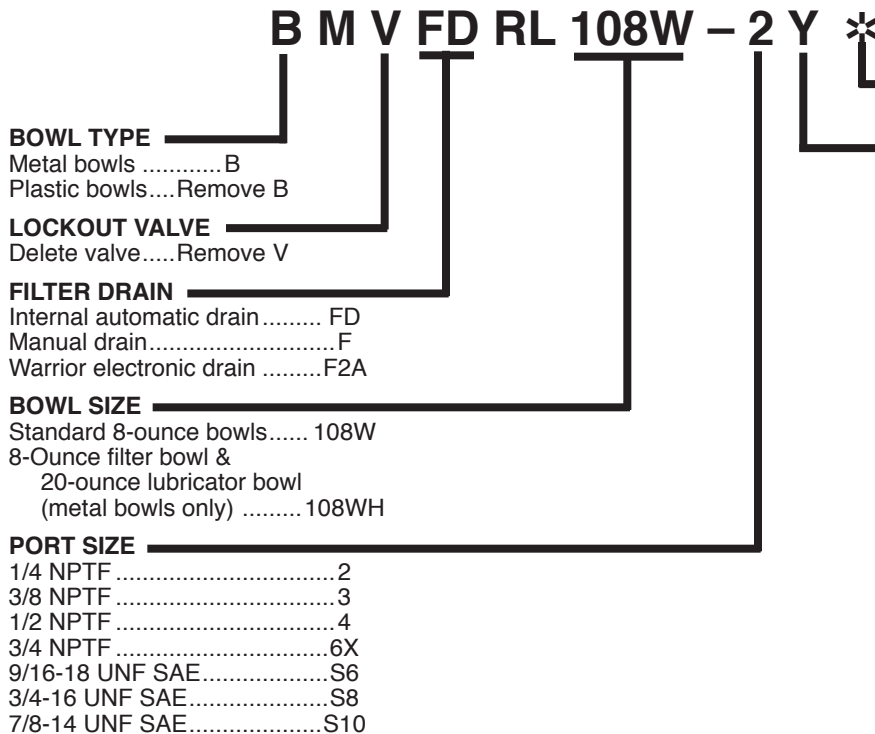 B M V FD RL 108W – 2 Y *
BOWL TYPE
Metal bowls ............B
Plastic bowls....Remove B
LOCKOUT VALVE
Delete valve.....Remove V
FILTER DRAIN
Internal automatic drain......... FD
Manual drain...........................F
Warrior electronic drain .........F2A
BOWL SIZE
Standard 8-ounce bowls...... 108W
8-Ounce filter bowl &
20-ounce lubricator bowl
(metal bowls only) .........108WH
PORT SIZE
1/4 NPTF ................................2
3/8 NPTF ................................3
1/2 NPTF ................................4
3/4 NPTF ...............................6X
9/16-18 UNF SAE..................S6
3/4-16 UNF SAE....................S8
7/8-14 UNF SAE...................S10